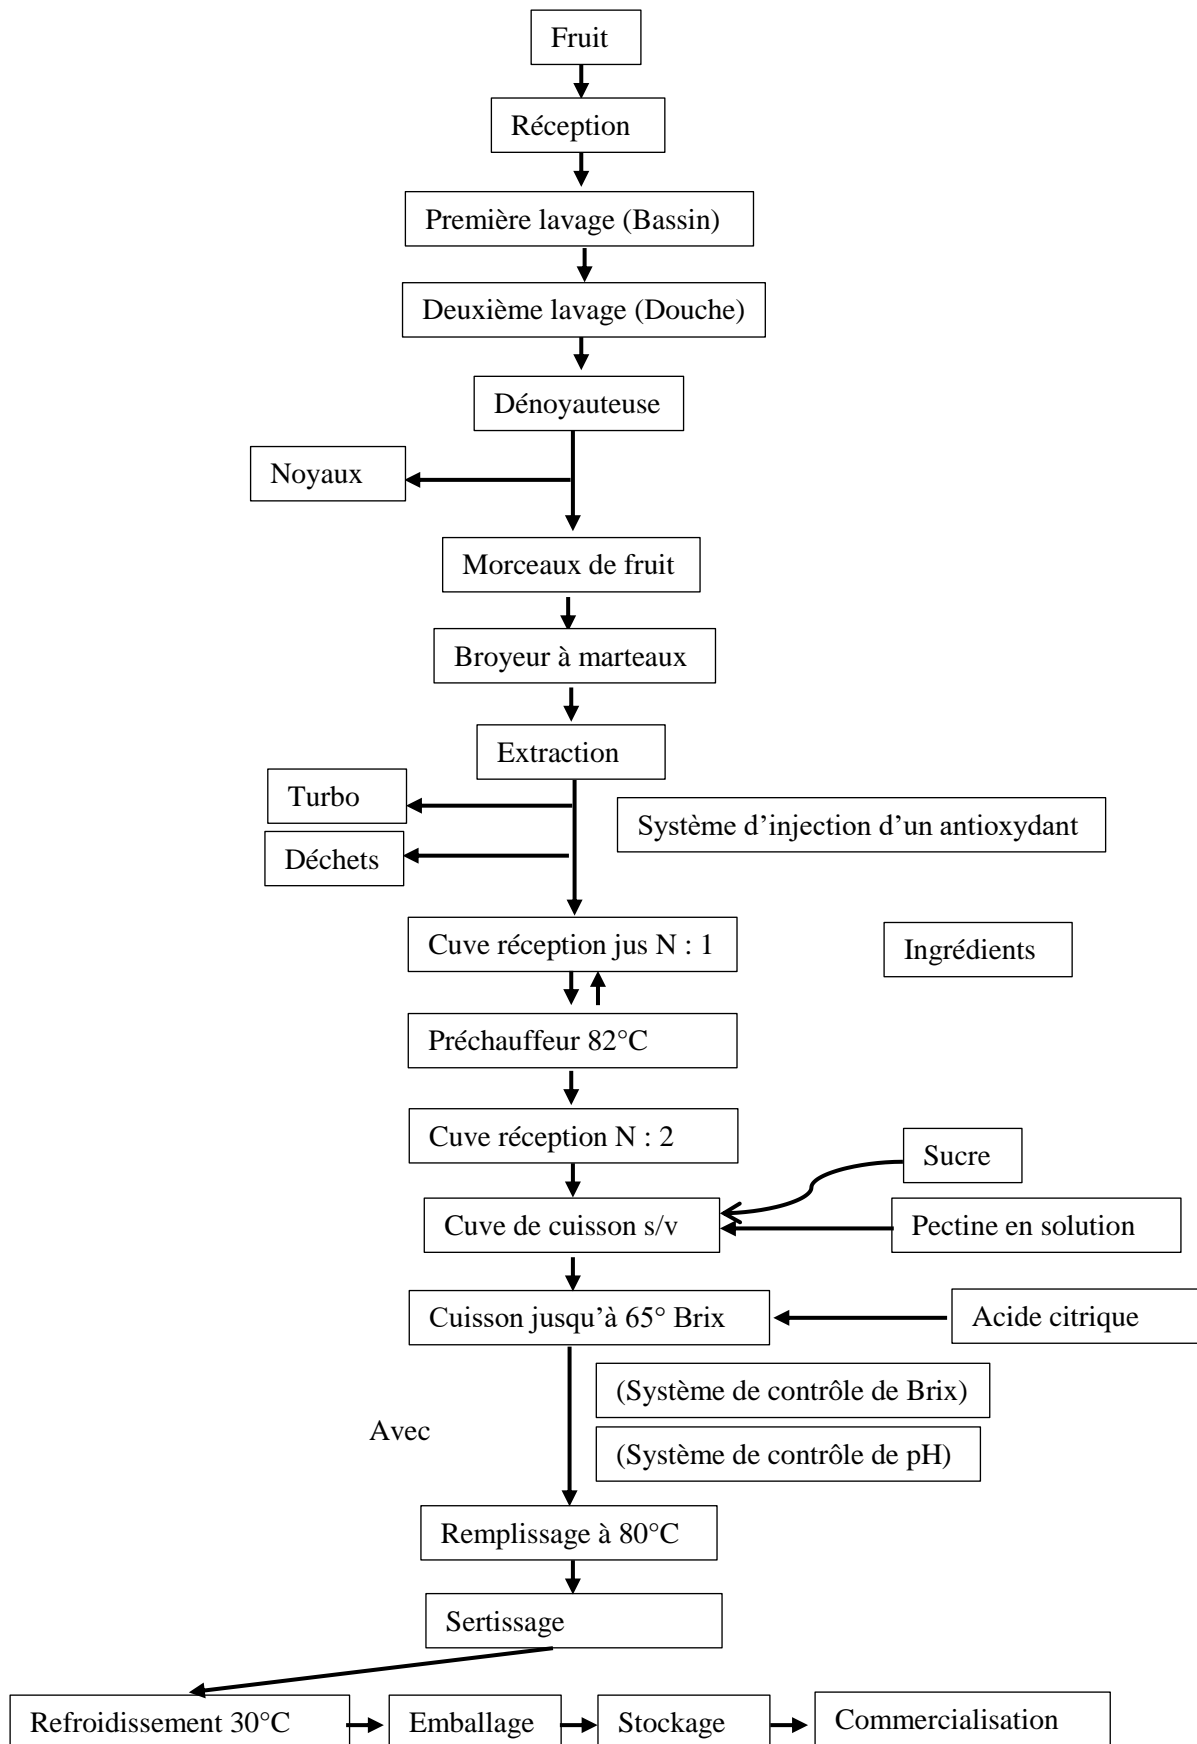 Fruit
Réception
Première lavage (Bassin)
Deuxième lavage (Douche)
Dénoyauteuse
Noyaux
Morceaux de fruit
Broyeur à marteaux
Extraction
Turbo
Système d’injection d’un antioxydant
Déchets
Cuve réception jus N : 1
Ingrédients
Préchauffeur 82°C
Cuve réception N : 2
Sucre
Cuve de cuisson s/v
Pectine en solution
Cuisson jusqu’à 65° Brix
Acide citrique
(Système de contrôle de Brix)
Avec
(Système de contrôle de pH)
Remplissage à 80°C
Sertissage
Refroidissement 30°C
Emballage
Stockage
Commercialisation